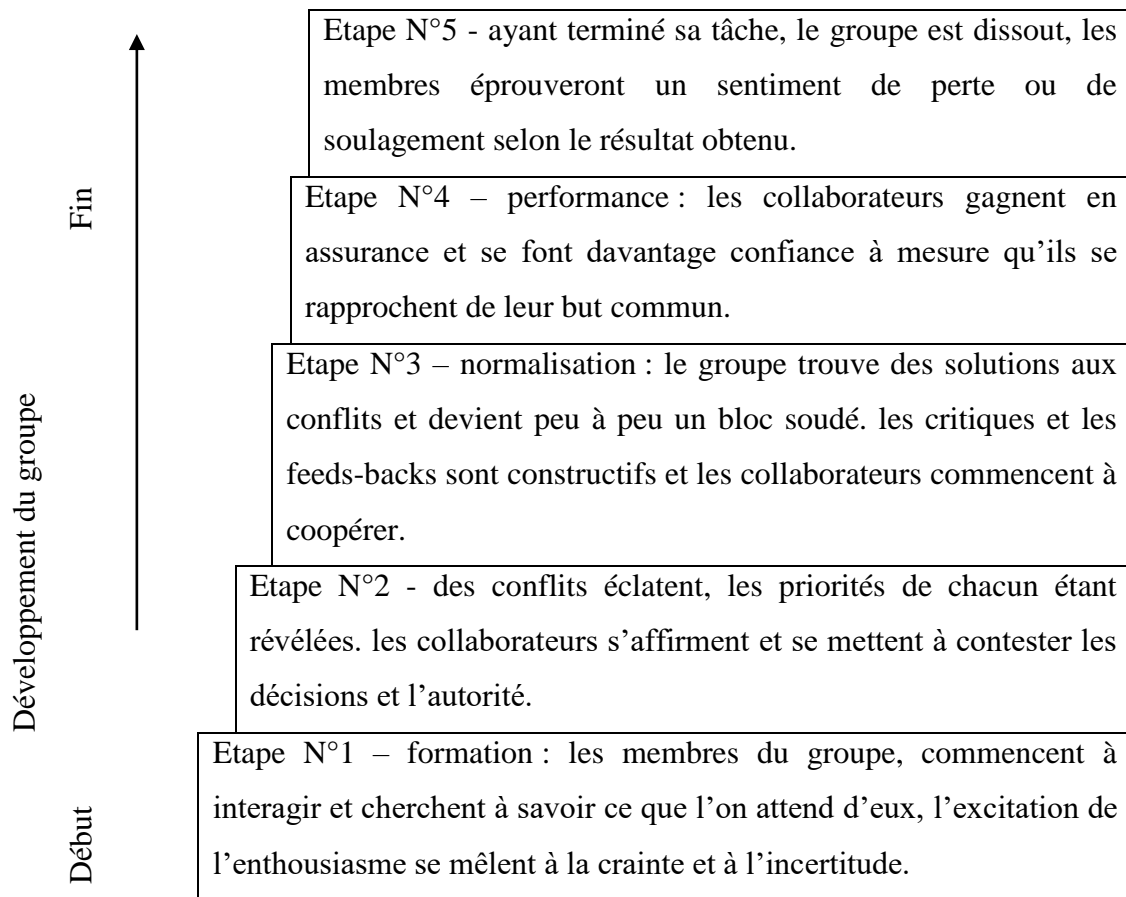 Etape N°5 - ayant terminé sa tâche, le groupe est dissout, les
membres éprouveront un sentiment de perte ou de
soulagement selon le résultat obtenu.
Etape N°4 – performance : les collaborateurs gagnent en
assurance et se font davantage confiance à mesure qu’ils se
rapprochent de leur but commun.
Etape N°3 – normalisation : le groupe trouve des solutions aux
conflits et devient peu à peu un bloc soudé. les critiques et les
feeds-backs sont constructifs et les collaborateurs commencent à
coopérer.
Etape N°2 - des conflits éclatent, les priorités de chacun étant
révélées. les collaborateurs s’affirment et se mettent à contester les
décisions et l’autorité.
Etape N°1 – formation : les membres du groupe, commencent à
interagir et cherchent à savoir ce que l’on attend d’eux, l’excitation de
l’enthousiasme se mêlent à la crainte et à l’incertitude.
Fin
Développement du groupe
Début